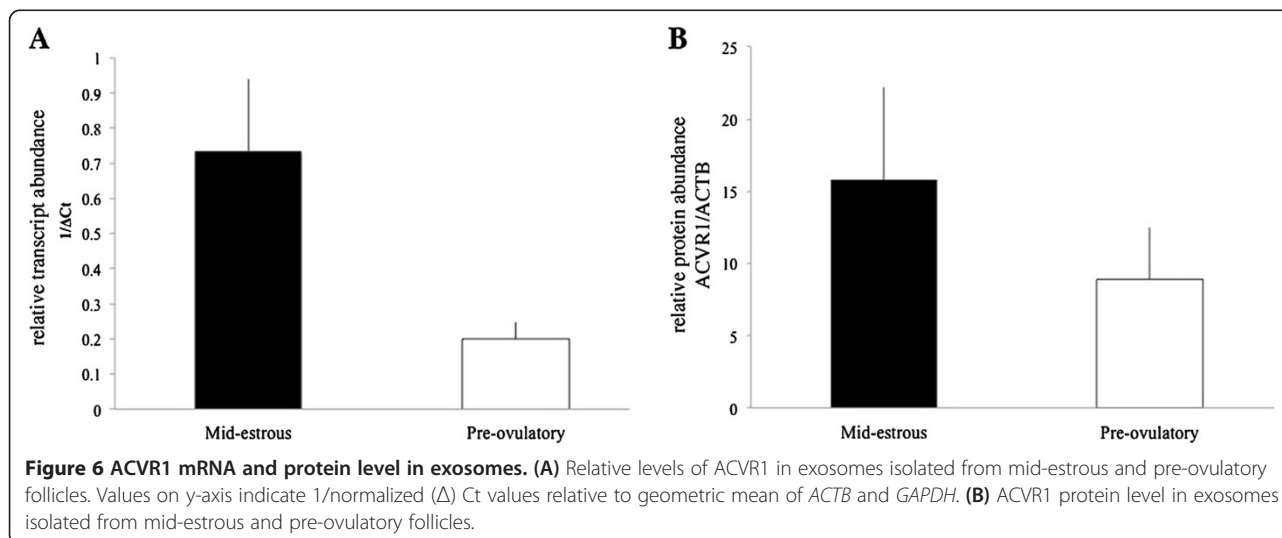 A
relative transcript abundance
1/ΔCt
1
0.9
0.8
0.7
0.6
0.5
0.4
0.3
0.2
0.1
0
Mid-estrous Pre-ovulatory
B
relative protein abundance
ACVR1/ACTB
25
20
15
10
5
0
Mid-estrous Pre-ovulatory
Figure 6 ACVR1 mRNA and protein level in exosomes. (A) Relative levels of ACVR1 in exosomes isolated from mid-estrous and pre-ovulatory
follicles. Values on y-axis indicate 1/normalized (Δ) Ct values relative to geometric mean of ACTB and GAPDH. (B) ACVR1 protein level in exosomes
isolated from mid-estrous and pre-ovulatory follicles.